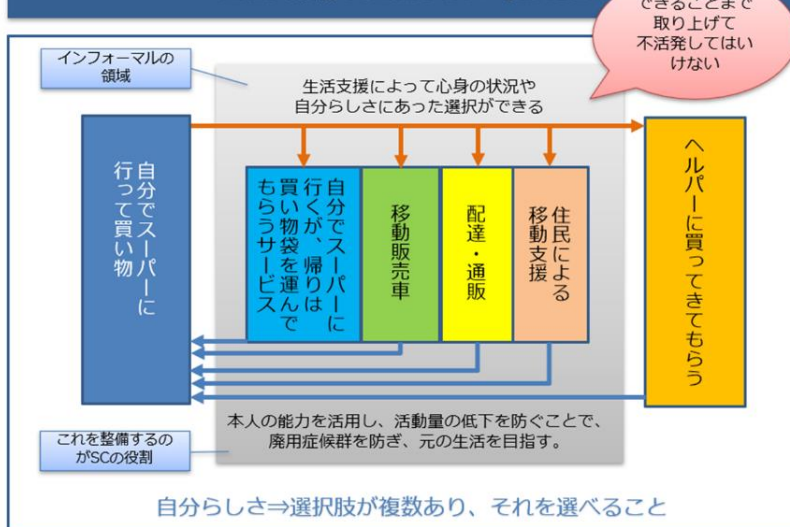 できることまで
取り上げて
不活発してはい
けない
インフォーマルの
領域
生活支援によって心身の状況や
自分らしさにあった選択ができる
自分でスーパーに
行って買い物
自分でスーパーに
行くが、帰りは
買い物袋を運んで
もらうサービス
移動販売車
配達・通販
住民による
移動支援
ヘルパーに買ってきてもらう
本人の能力を活用し、活動量の低下を防ぐことで、
廃用症候群を防ぎ、元の生活を目指す。
これを整備するの
がSCの役割
自分らしさ⇒選択肢が複数あり、それを選べること